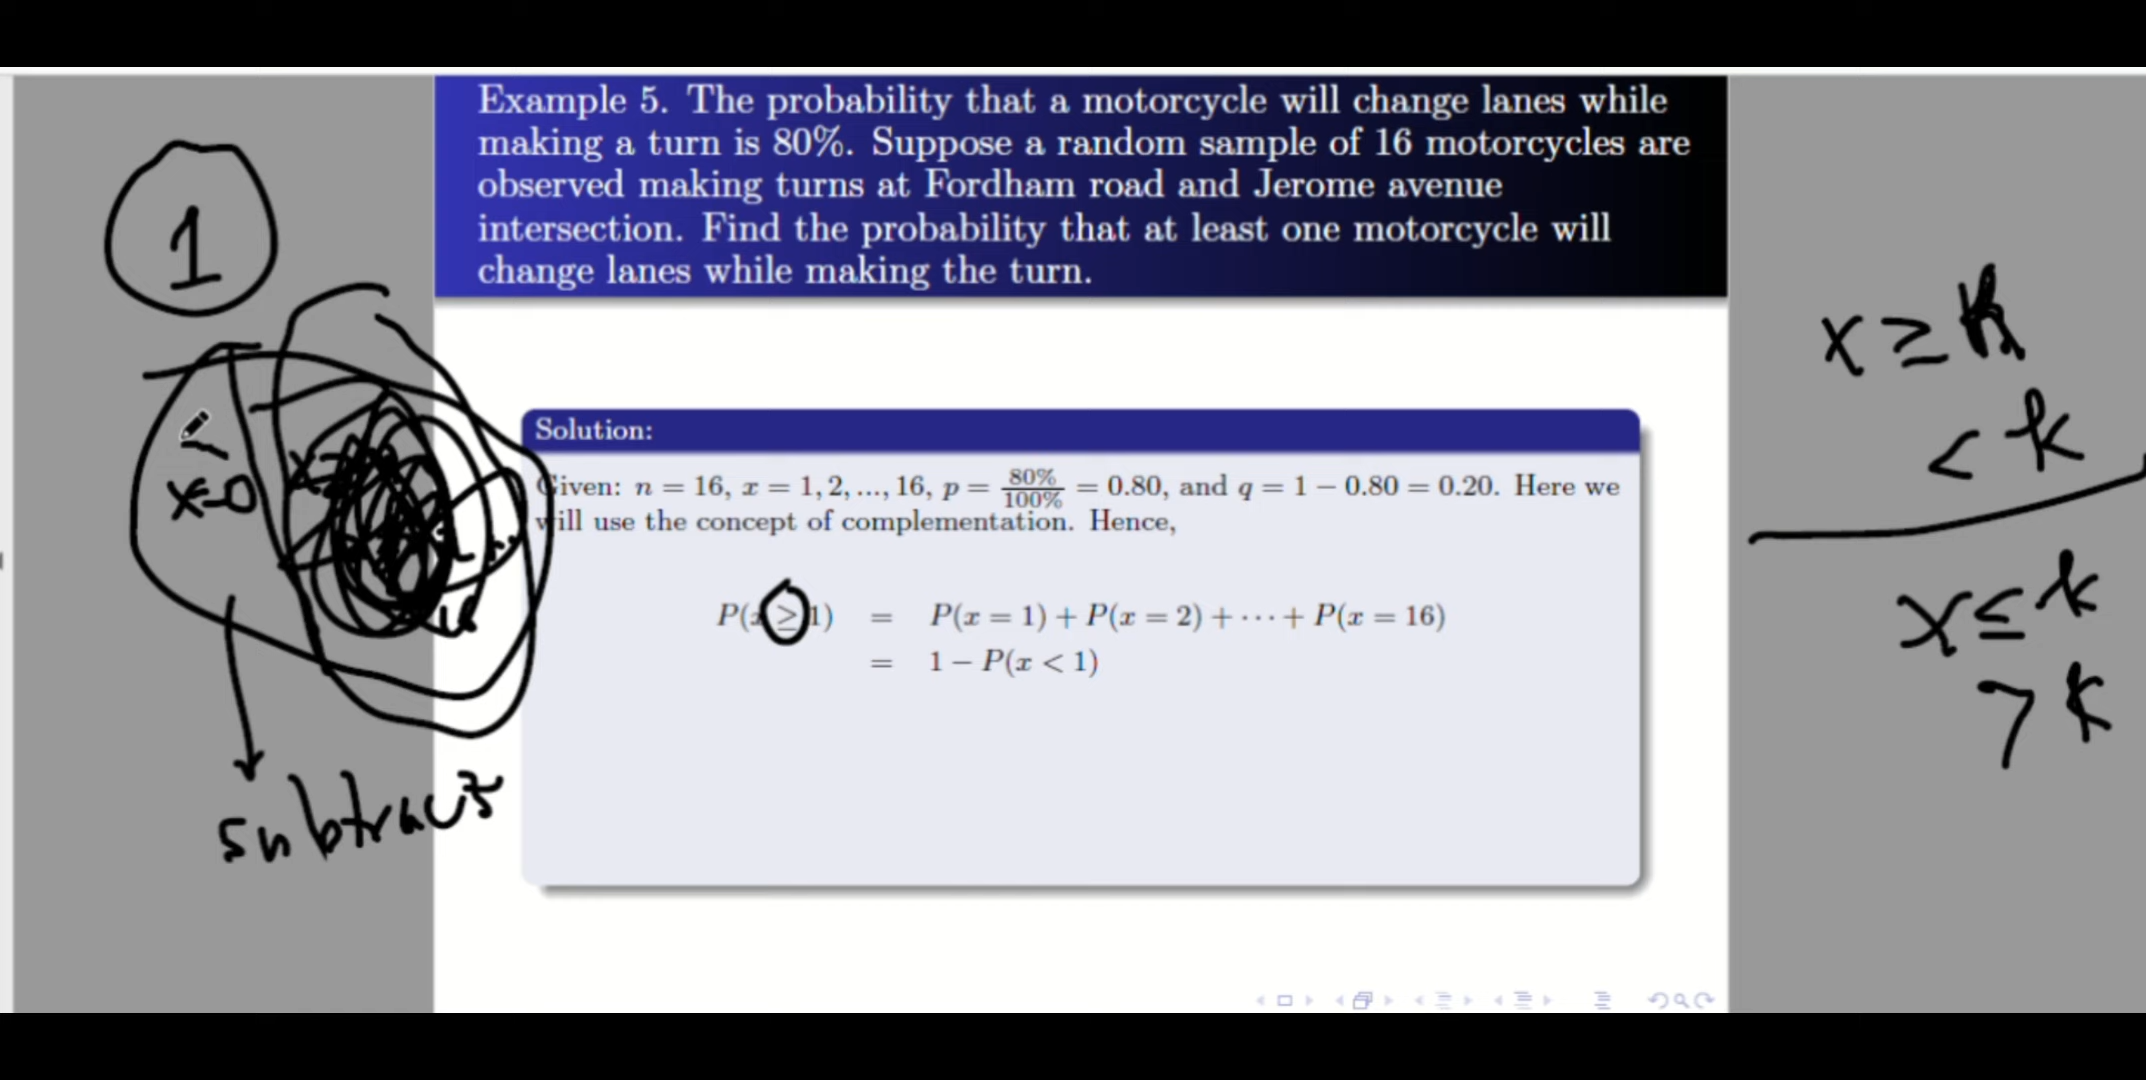 Example 5. The probability that a motorcycle will change lanes while
making a turn is 80%. Suppose a random sample of 16 motorcycles are
observed making turns at Fordham road and Jerome avenue
intersection. Find the probability that at least one motorcycle will
change lanes while making the turn.
1
x ≥ k
< k
x ≤ k
> k
x=0
16
subtract
Solution:
Given: n = 16, x = 1, 2, ..., 16, p = 80%/100% = 0.80, and q = 1 − 0.80 = 0.20. Here we
will use the concept of complementation. Hence,
P(x ≥ 1) = P(x = 1) + P(x = 2) + ⋯ + P(x = 16)
= 1 − P(x < 1)